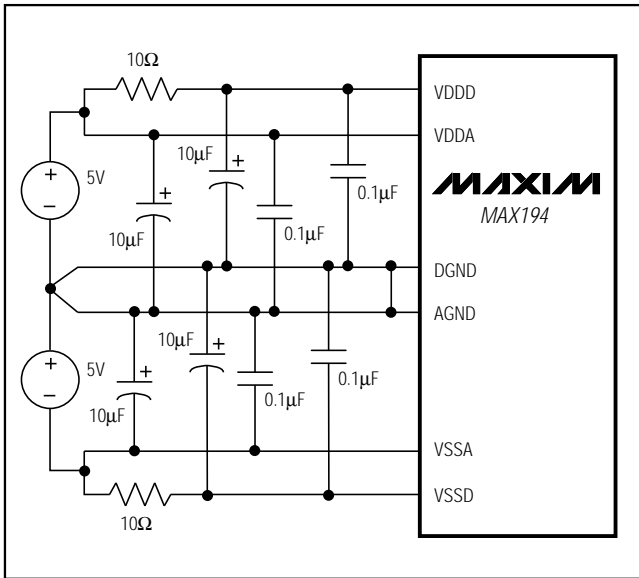 10Ω
VDDD
VDDA
10µF
+
+
+
5V
−
0.1µF
MAXIM
MAX194
10µF
0.1µF
DGND
AGND
10µF
+
+
5V
−
+
0.1µF
10µF
0.1µF
VSSA
VSSD
10Ω